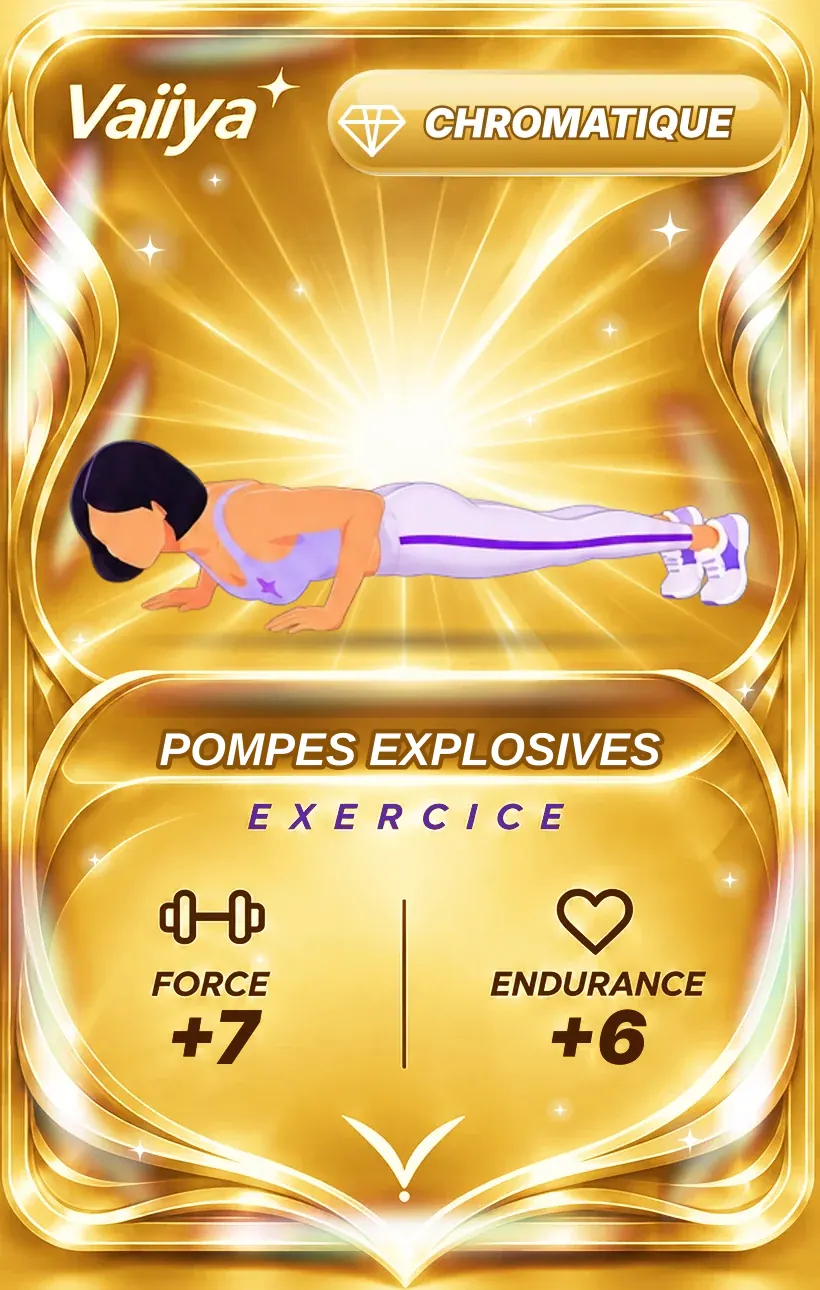 Vaiiya
CHROMATIQUE
POMPES EXPLOSIVES
EXERCICE
FORCE
+7
ENDURANCE
+6